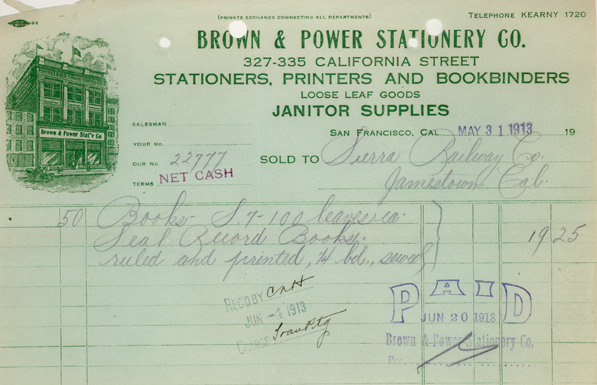 (PRIVATE EXCHANGE CONNECTING ALL DEPARTMENTS)
TELEPHONE KEARNY 1720
BROWN & POWER STATIONERY CO.
327-335 CALIFORNIA STREET
STATIONERS, PRINTERS AND BOOKBINDERS
LOOSE LEAF GOODS
JANITOR SUPPLIES
Brown & Power Stat'y Co
SALESMAN
SAN FRANCISCO, CAL. MAY 31 1913 19
YOUR NO.
OUR NO. 22777
SOLD TO Sierra Railway Co.
TERMS NET CASH
Jamestown Cal.
50 Books- S.7-100 leaves ea.
Seal Record Books.
ruled and printed, 3/4 bd., sewed
19 25
REC'D BY
JUN -4 1913
PAID
JUN 20 1913
Brown & Power Stationery Co.
Per